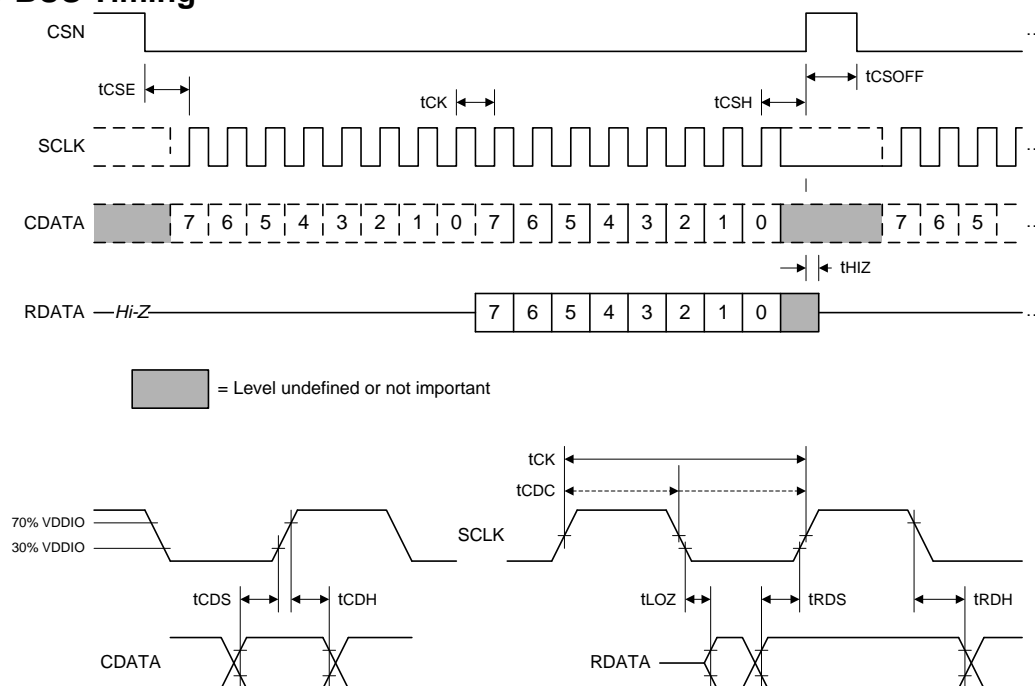 CSN
tCSE
tCSOFF
tCK
tCSH
SCLK
CDATA 7 6 5 4 3 2 1 0 7 6 5 4 3 2 1 0 7 6 5
tHIZ
RDATA Hi-Z 7 6 5 4 3 2 1 0
= Level undefined or not important
tCK
tCDC
70% VDDIO
30% VDDIO
SCLK
tCDS tCDH tLOZ tRDS tRDH
CDATA RDATA